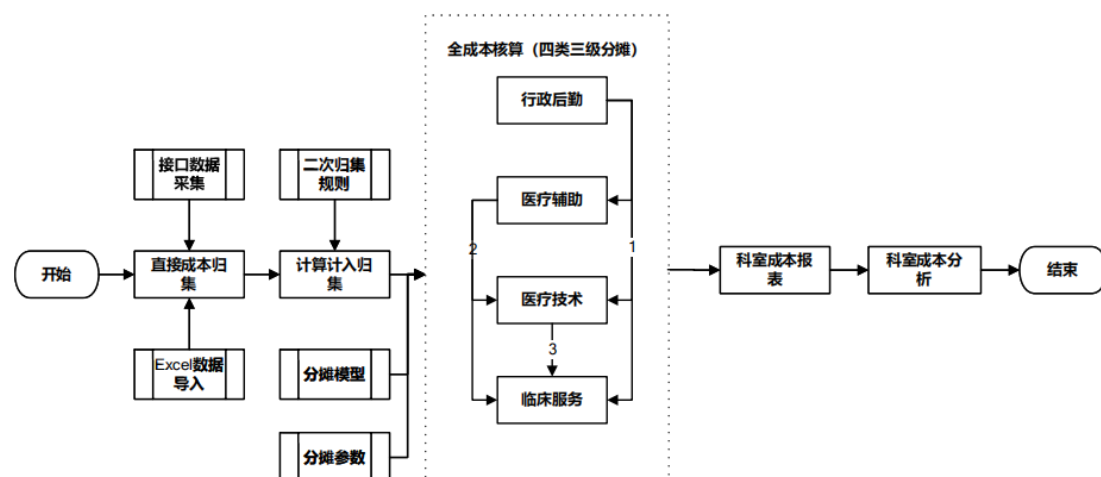 全成本核算（四类三级分摊）
行政后勤
接口数据
采集
二次归集
规则
医疗辅助
2
1
开始
直接成本归
集
计算计入归
集
医疗技术
科室成本报
表
科室成本分
析
结束
3
Excel数据
导入
分摊模型
临床服务
分摊参数